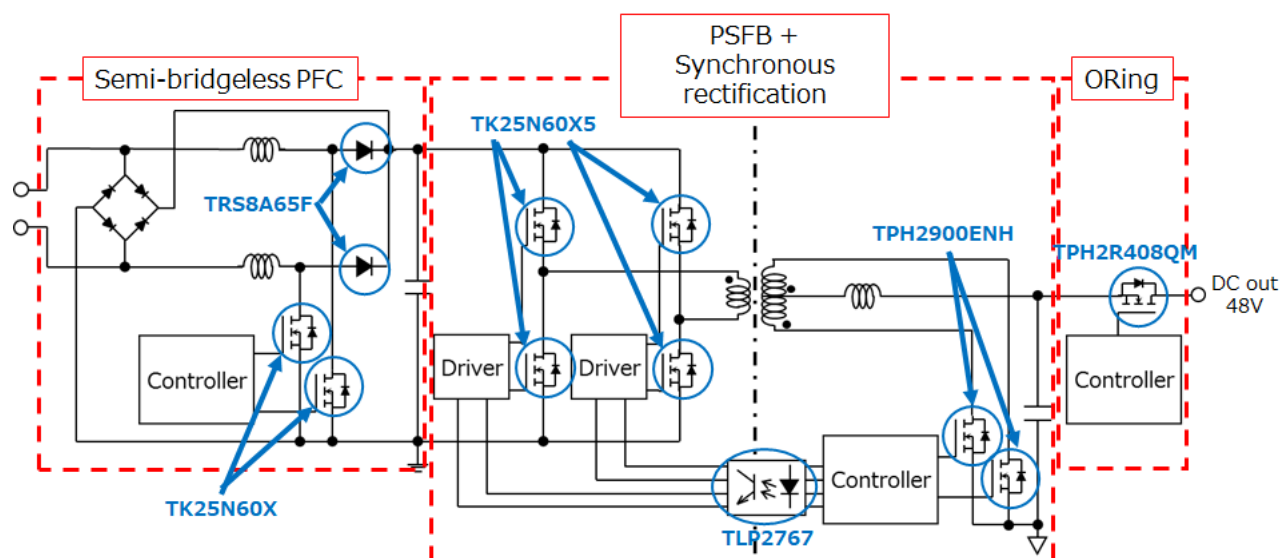 Semi-bridgeless PFC
PSFB +
Synchronous
rectification
ORing
TK25N60X5
TRS8A65F
TPH2900ENH
TPH2R408QM
DC out
48V
Controller
Driver
Driver
Controller
Controller
TK25N60X
TLP2767